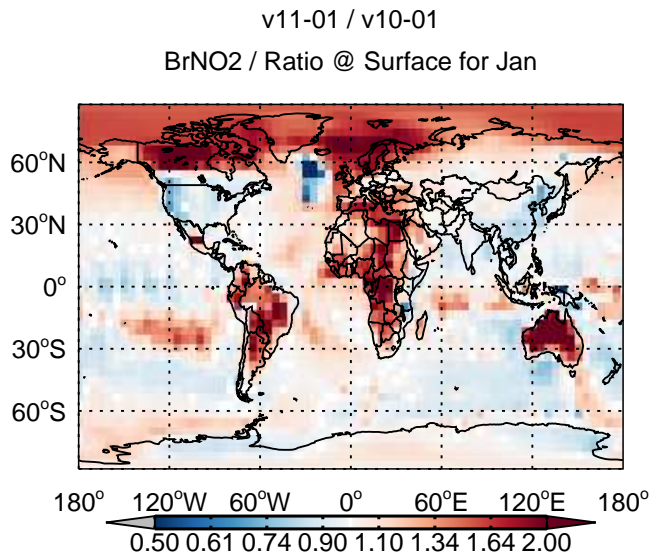 v11-01 / v10-01
BrNO2 / Ratio @ Surface for Jan
60°N
30°N
0°
30°S
60°S
180° 120°W 60°W 0° 60°E 120°E 180°
0.50 0.61 0.74 0.90 1.10 1.34 1.64 2.00